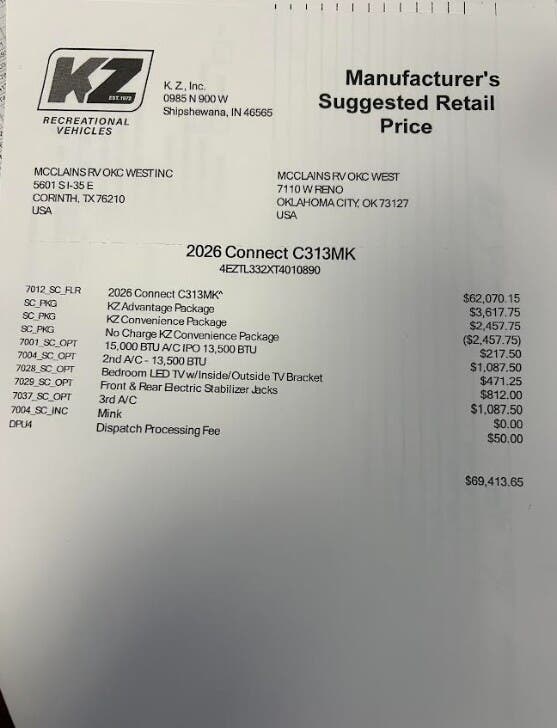 KZ
EST. 1972
RECREATIONAL
VEHICLES
K. Z., Inc.
0985 N 900 W
Shipshewana, IN 46565
Manufacturer's
Suggested Retail
Price
MCCLAINS RV OKC WEST INC
5601 S I-35 E
CORINTH, TX 76210
USA
MCCLAINS RV OKC WEST
7110 W RENO
OKLAHOMA CITY, OK 73127
USA
2026 Connect C313MK
4EZTL332XT4010890
7012_SC_FLR 2026 Connect C313MK^ $62,070.15
SC_PKG KZ Advantage Package $3,617.75
SC_PKG KZ Convenience Package $2,457.75
SC_PKG No Charge KZ Convenience Package ($2,457.75)
7001_SC_OPT 15,000 BTU A/C IPO 13,500 BTU $217.50
7004_SC_OPT 2nd A/C - 13,500 BTU $1,087.50
7028_SC_OPT Bedroom LED TV w/Inside/Outside TV Bracket $471.25
7029_SC_OPT Front & Rear Electric Stabilizer Jacks $812.00
7037_SC_OPT 3rd A/C $1,087.50
7004_SC_INC Mink $0.00
DPU4 Dispatch Processing Fee $50.00
$69,413.65